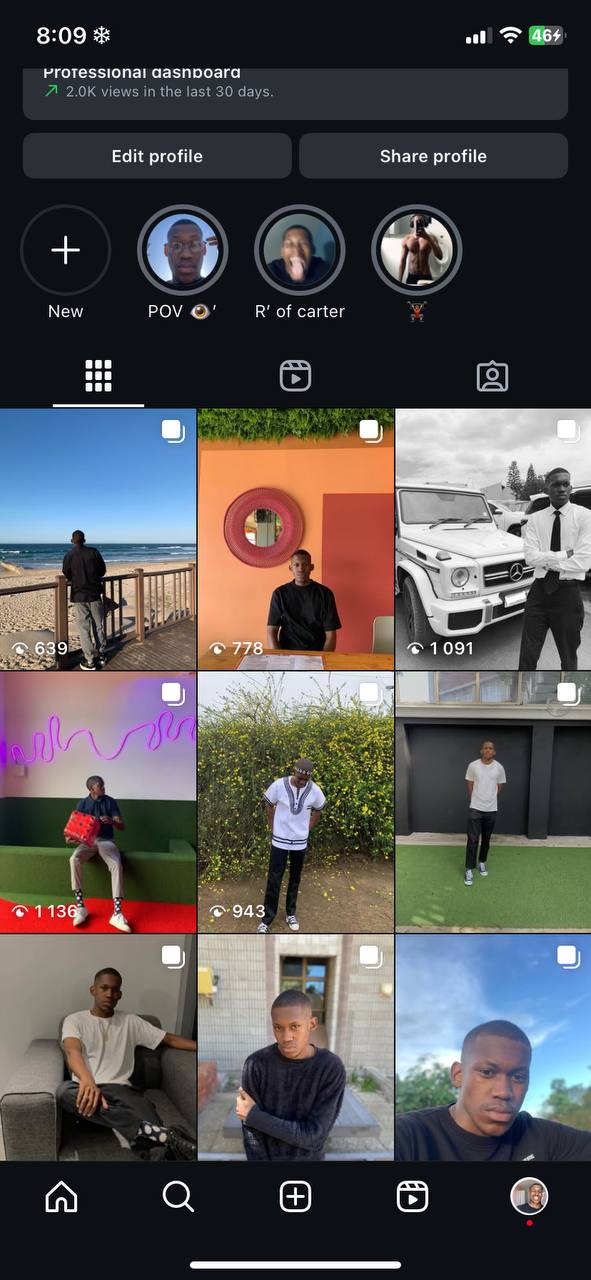 8:09
46
Professional dashboard
2.0K views in the last 30 days.
Edit profile
Share profile
New
POV 👁️’
R’ of carter
639
778
1 091
1 136
943